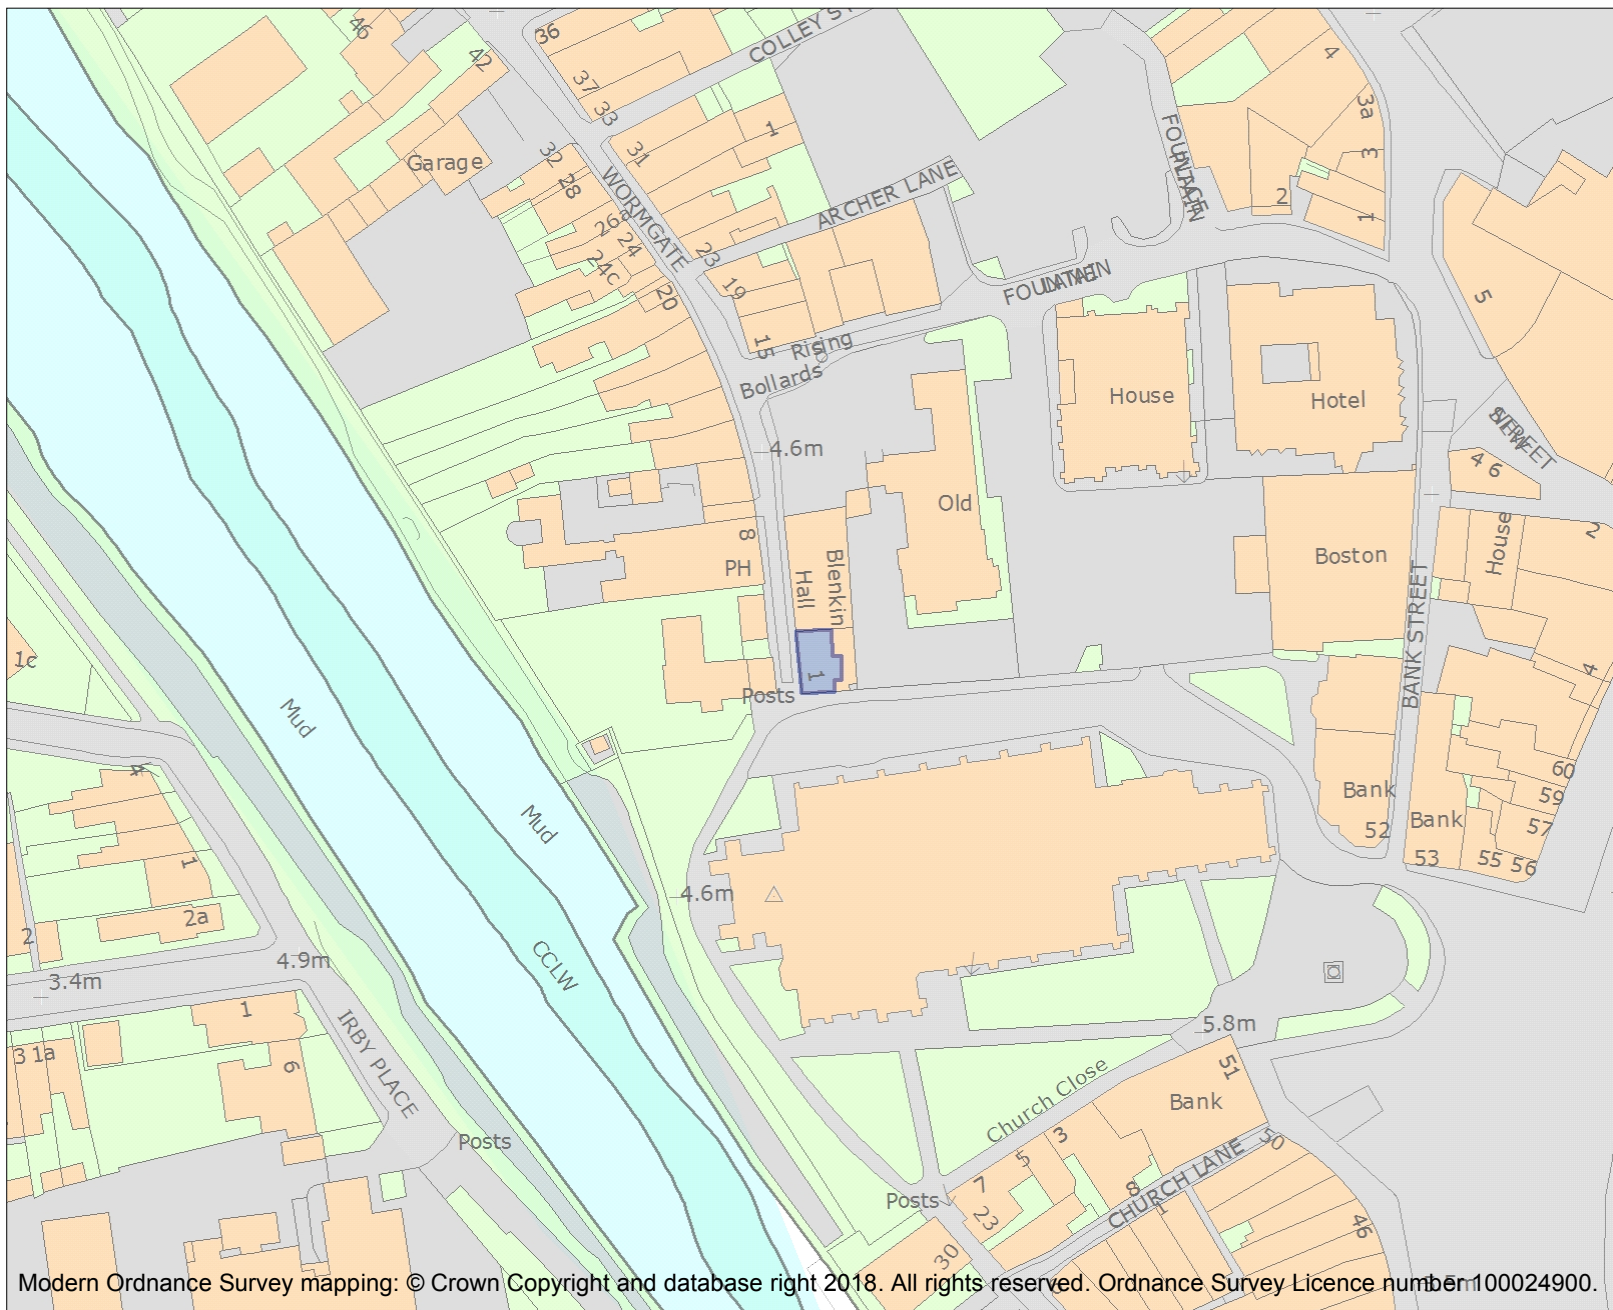 46
36
COLLEY ST
42
37
33
4
3a
Garage
32
28
31
1
WORMGATE
ARCHER LANE
FOUNTAIN
PLACE
3
2
1
26a
24
24c
23
20
19
15
Rising
Bollards
FOUNTAIN
LANE
5
House
Hotel
4.6m
Old
STREET
4 6
8
PH
Hall
Blenkin
Boston
House
2
BANK STREET
1c
1
Posts
4
Mud
Mud
Bank
52
Bank
53
55
56
57
59
60
4
1
2a
2
4.6m
4.9m
3.4m
CCLW
5.8m
1
3
1a
6
IRBY PLACE
Posts
Church Close
51
Bank
50
3
5
7
23
8
1
CHURCH LANE
Posts
30
46
Modern Ordnance Survey mapping: © Crown Copyright and database right 2018. All rights reserved. Ordnance Survey Licence number 100024900.